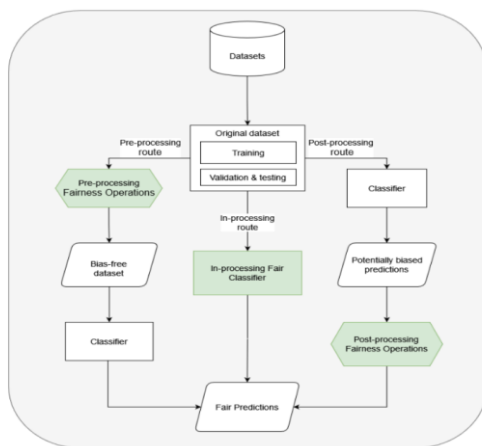 Datasets
Original dataset
Training
Validation & testing
Pre-processing
route
Post-processing
route
In-processing
route
Pre-processing
Fairness Operations
Classifier
Bias-free
dataset
In-processing Fair
Classifier
Potentially biased
predictions
Classifier
Post-processing
Fairness Operations
Fair Predictions